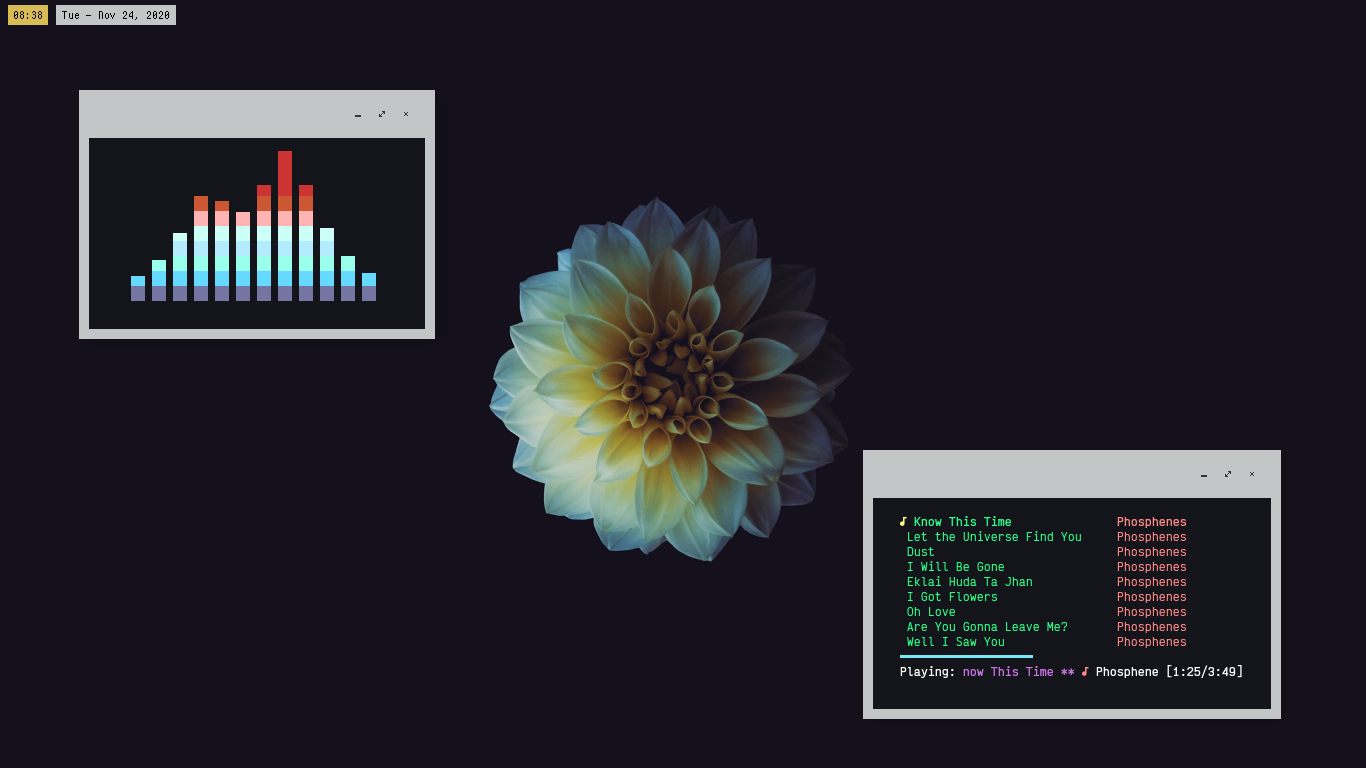 08:38 Tue - Nov 24, 2020
Know This Time Phosphenes
Let the Universe Find You Phosphenes
Dust Phosphenes
I Will Be Gone Phosphenes
Eklai Huda Ta Jhan Phosphenes
I Got Flowers Phosphenes
Oh Love Phosphenes
Are You Gonna Leave Me? Phosphenes
Well I Saw You Phosphenes
Playing: now This Time ** Phosphene [1:25/3:49]